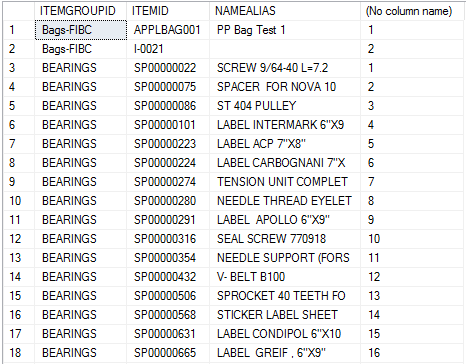 ITEMGROUPID ITEMID NAMEALIAS (No column name)
1 Bags-FIBC APPLBAG001 PP Bag Test 1 1
2 Bags-FIBC I-0021 2
3 BEARINGS SP00000022 SCREW 9/64-40 L=7.2 1
4 BEARINGS SP00000075 SPACER FOR NOVA 10 2
5 BEARINGS SP00000086 ST 404 PULLEY 3
6 BEARINGS SP00000101 LABEL INTERMARK 6"X9 4
7 BEARINGS SP00000223 LABEL ACP 7"X8" 5
8 BEARINGS SP00000224 LABEL CARBOGNANI 7"X 6
9 BEARINGS SP00000274 TENSION UNIT COMPLET 7
10 BEARINGS SP00000280 NEEDLE THREAD EYELET 8
11 BEARINGS SP00000291 LABEL APOLLO 6"X9" 9
12 BEARINGS SP00000316 SEAL SCREW 770918 10
13 BEARINGS SP00000354 NEEDLE SUPPORT (FORS 11
14 BEARINGS SP00000432 V- BELT B100 12
15 BEARINGS SP00000506 SPROCKET 40 TEETH FO 13
16 BEARINGS SP00000568 STICKER LABEL SHEET 14
17 BEARINGS SP00000631 LABEL CONDIPOL 6"X10 15
18 BEARINGS SP00000665 LABEL GREIF , 6"X9" 16